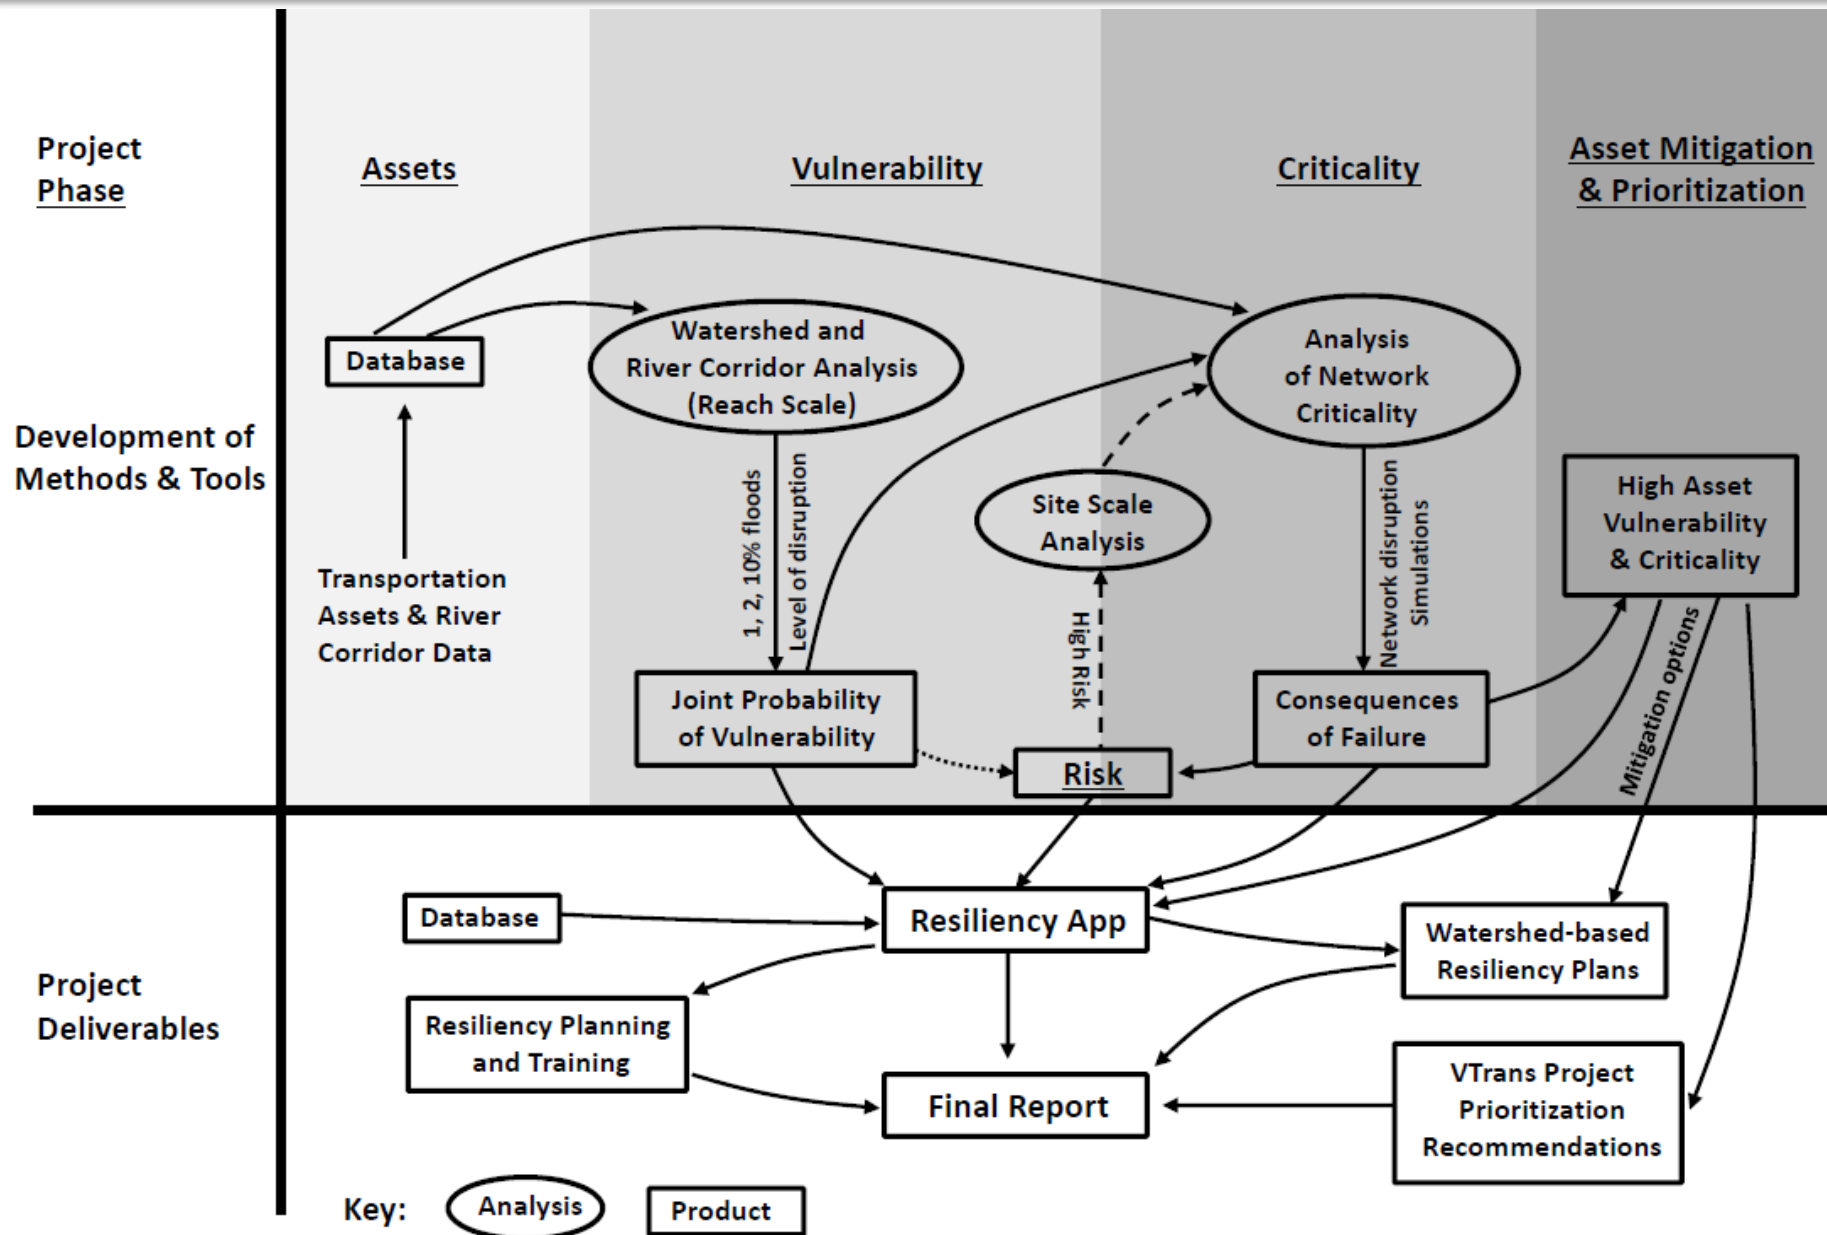 Project
Phase
Assets
Vulnerability
Criticality
Asset Mitigation
& Prioritization
Development of
Methods & Tools
Database
Transportation
Assets & River
Corridor Data
Watershed and
River Corridor Analysis
(Reach Scale)
1, 2, 10% floods
Level of disruption
Joint Probability
of Vulnerability
Site Scale
Analysis
High Risk
Risk
Analysis
of Network
Criticality
Network disruption
Simulations
Consequences
of Failure
High Asset
Vulnerability
& Criticality
Mitigation options
Project
Deliverables
Database
Resiliency App
Resiliency Planning
and Training
Final Report
Watershed-based
Resiliency Plans
VTrans Project
Prioritization
Recommendations
Key:
Analysis
Product